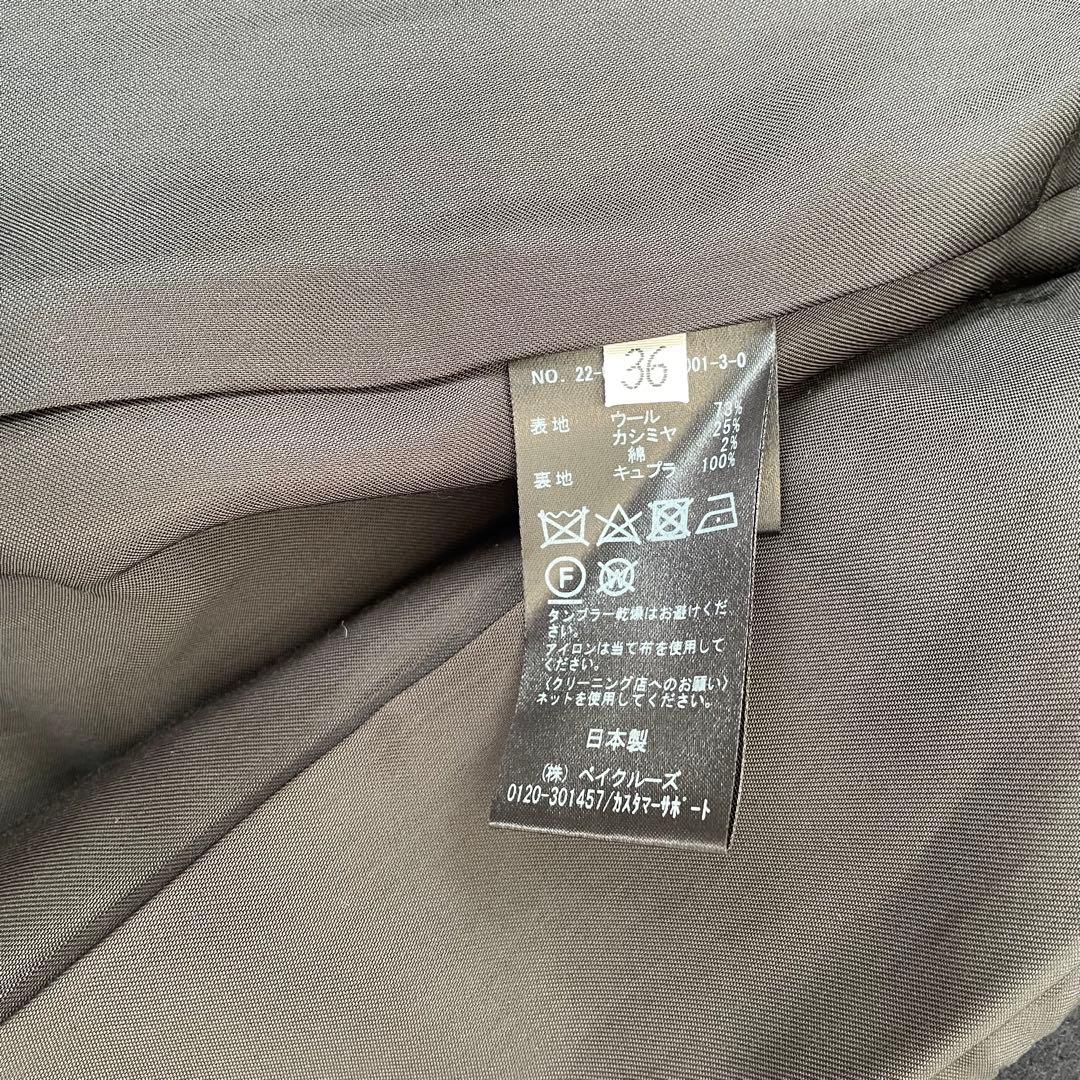 NO. 22- 36 001-3-0
表地 ウール 73%
カシミヤ 25%
綿 2%
裏地 キュプラ 100%
F W
タンブラー乾燥はお避けくだ
さい。
アイロンは当て布を使用して
ください。
〈クリーニング店へのお願い〉
ネットを使用してください。
日本製
(株) ベイクルーズ
0120-301457/カスタマーサポート